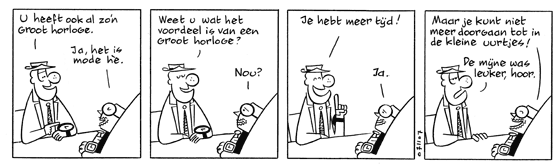 U heeft ook al zo'n
groot horloge.
Ja, het is
mode hè.
Weet u wat het
voordeel is van een
groot horloge?
Nou?
Je hebt meer tijd!
Ja.
Maar je kunt niet
meer doorgaan tot in
de kleine uurtjes!
De mijne was
leuker, hoor.